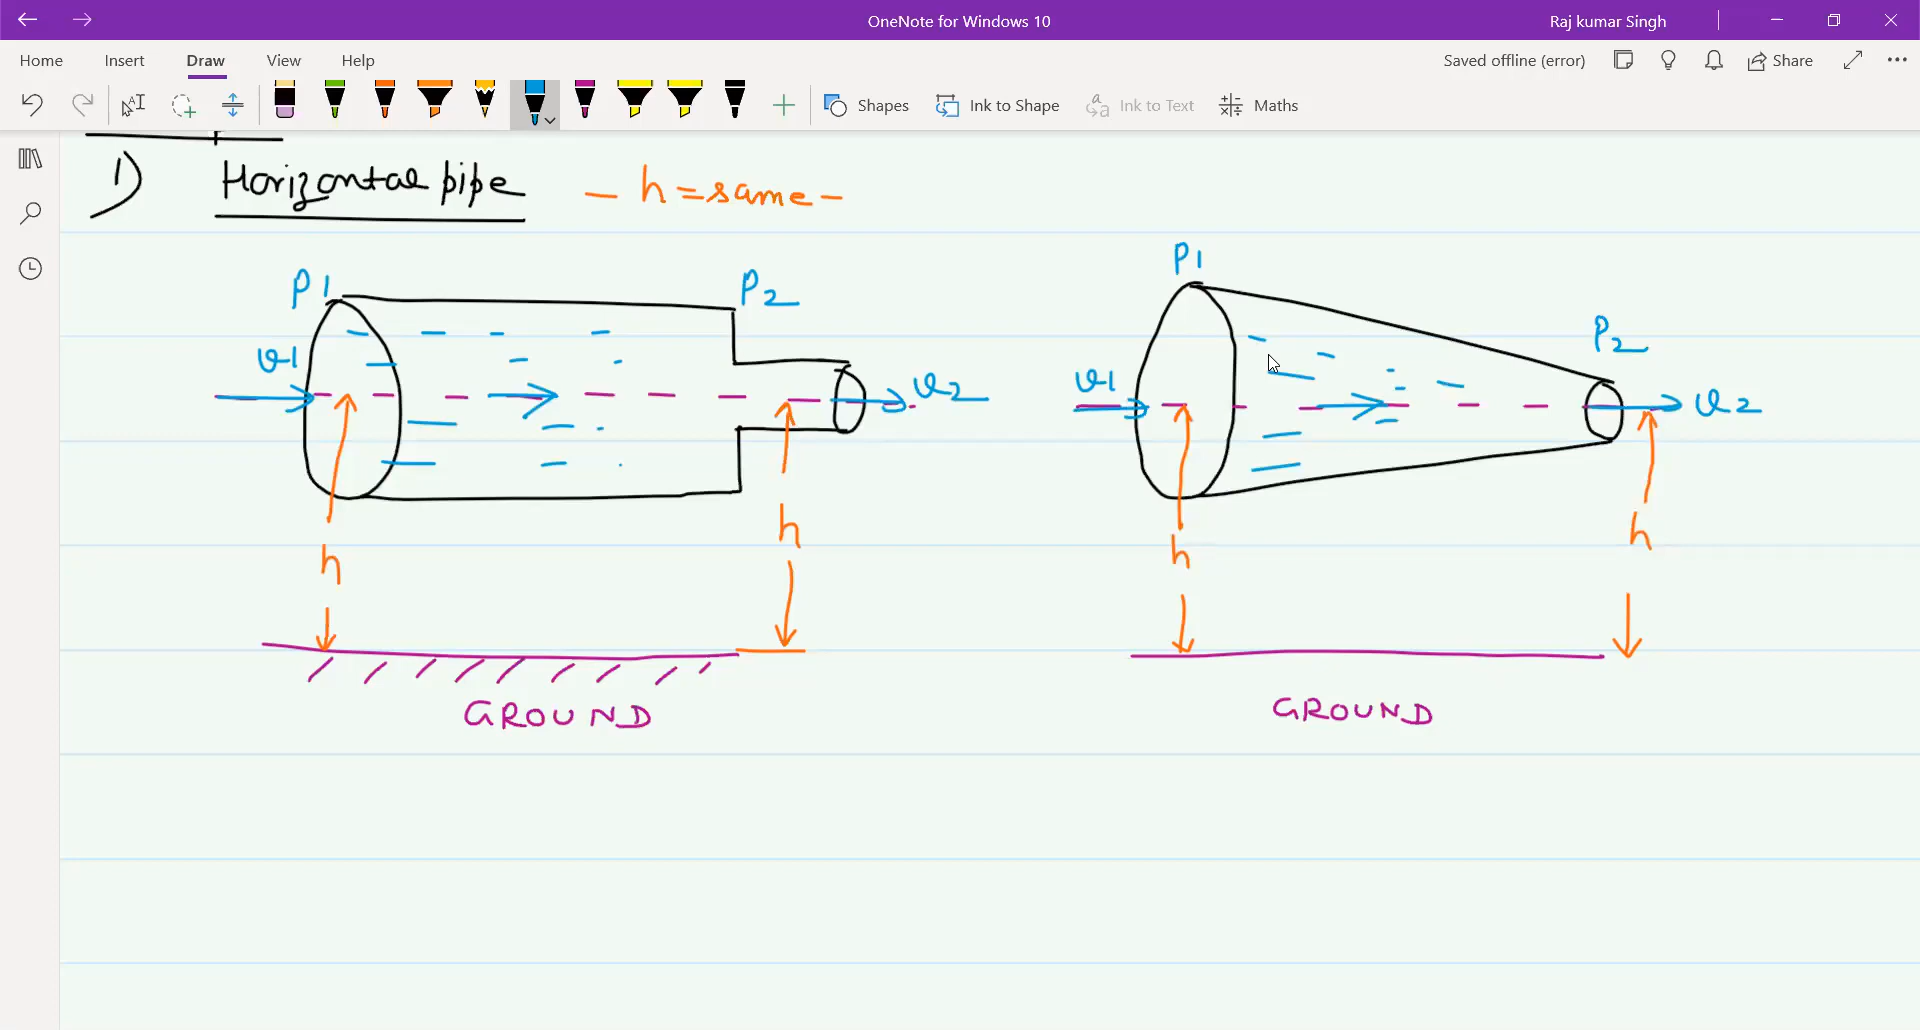 OneNote for Windows 10
Raj kumar Singh
Home Insert Draw View Help
Saved offline (error)
Share
Shapes
Ink to Shape
Ink to Text
Maths
1) Horizontal pipe - h = same -
P1
P2
v1
v2
h
h
GROUND
P1
P2
v1
v2
h
h
GROUND